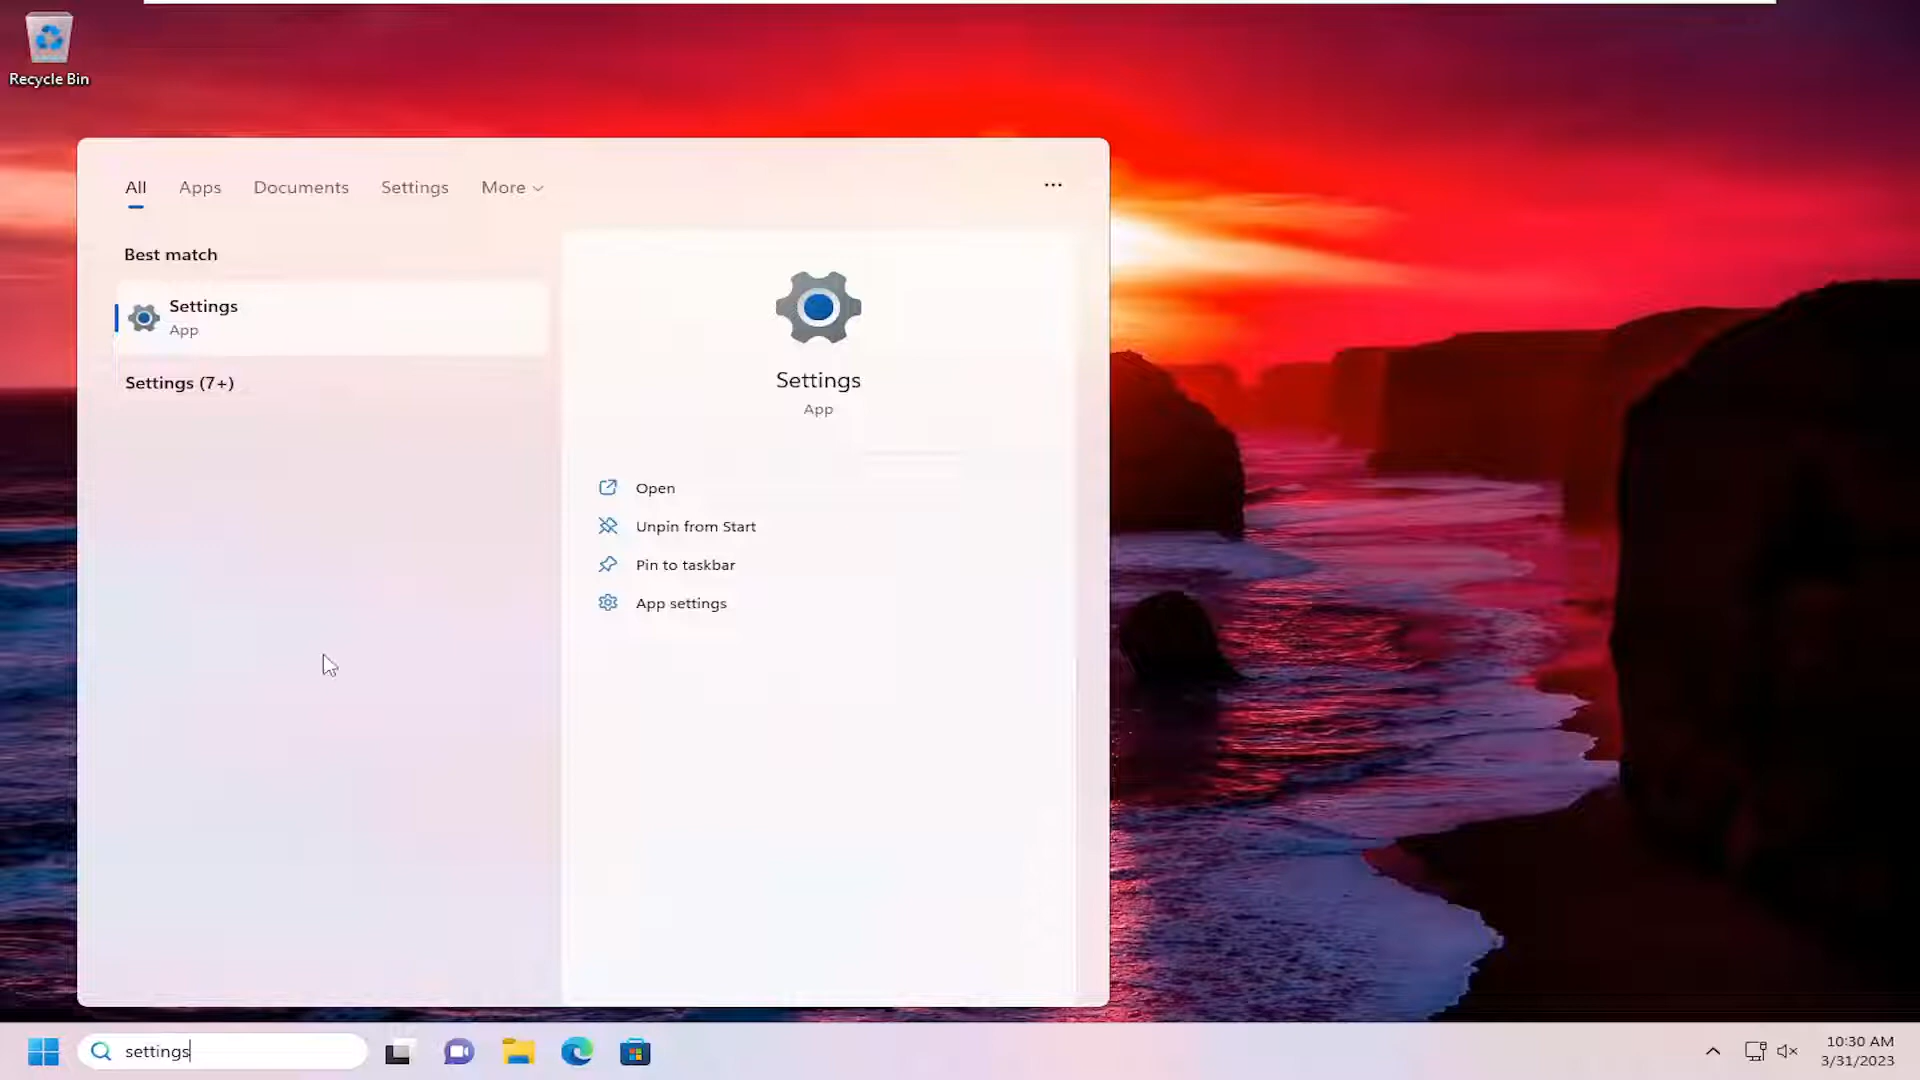 Recycle Bin
All Apps Documents Settings More
Best match
Settings
App
Settings (7+)
Settings
App
Open
Unpin from Start
Pin to taskbar
App settings
settings
10:30 AM
3/31/2023